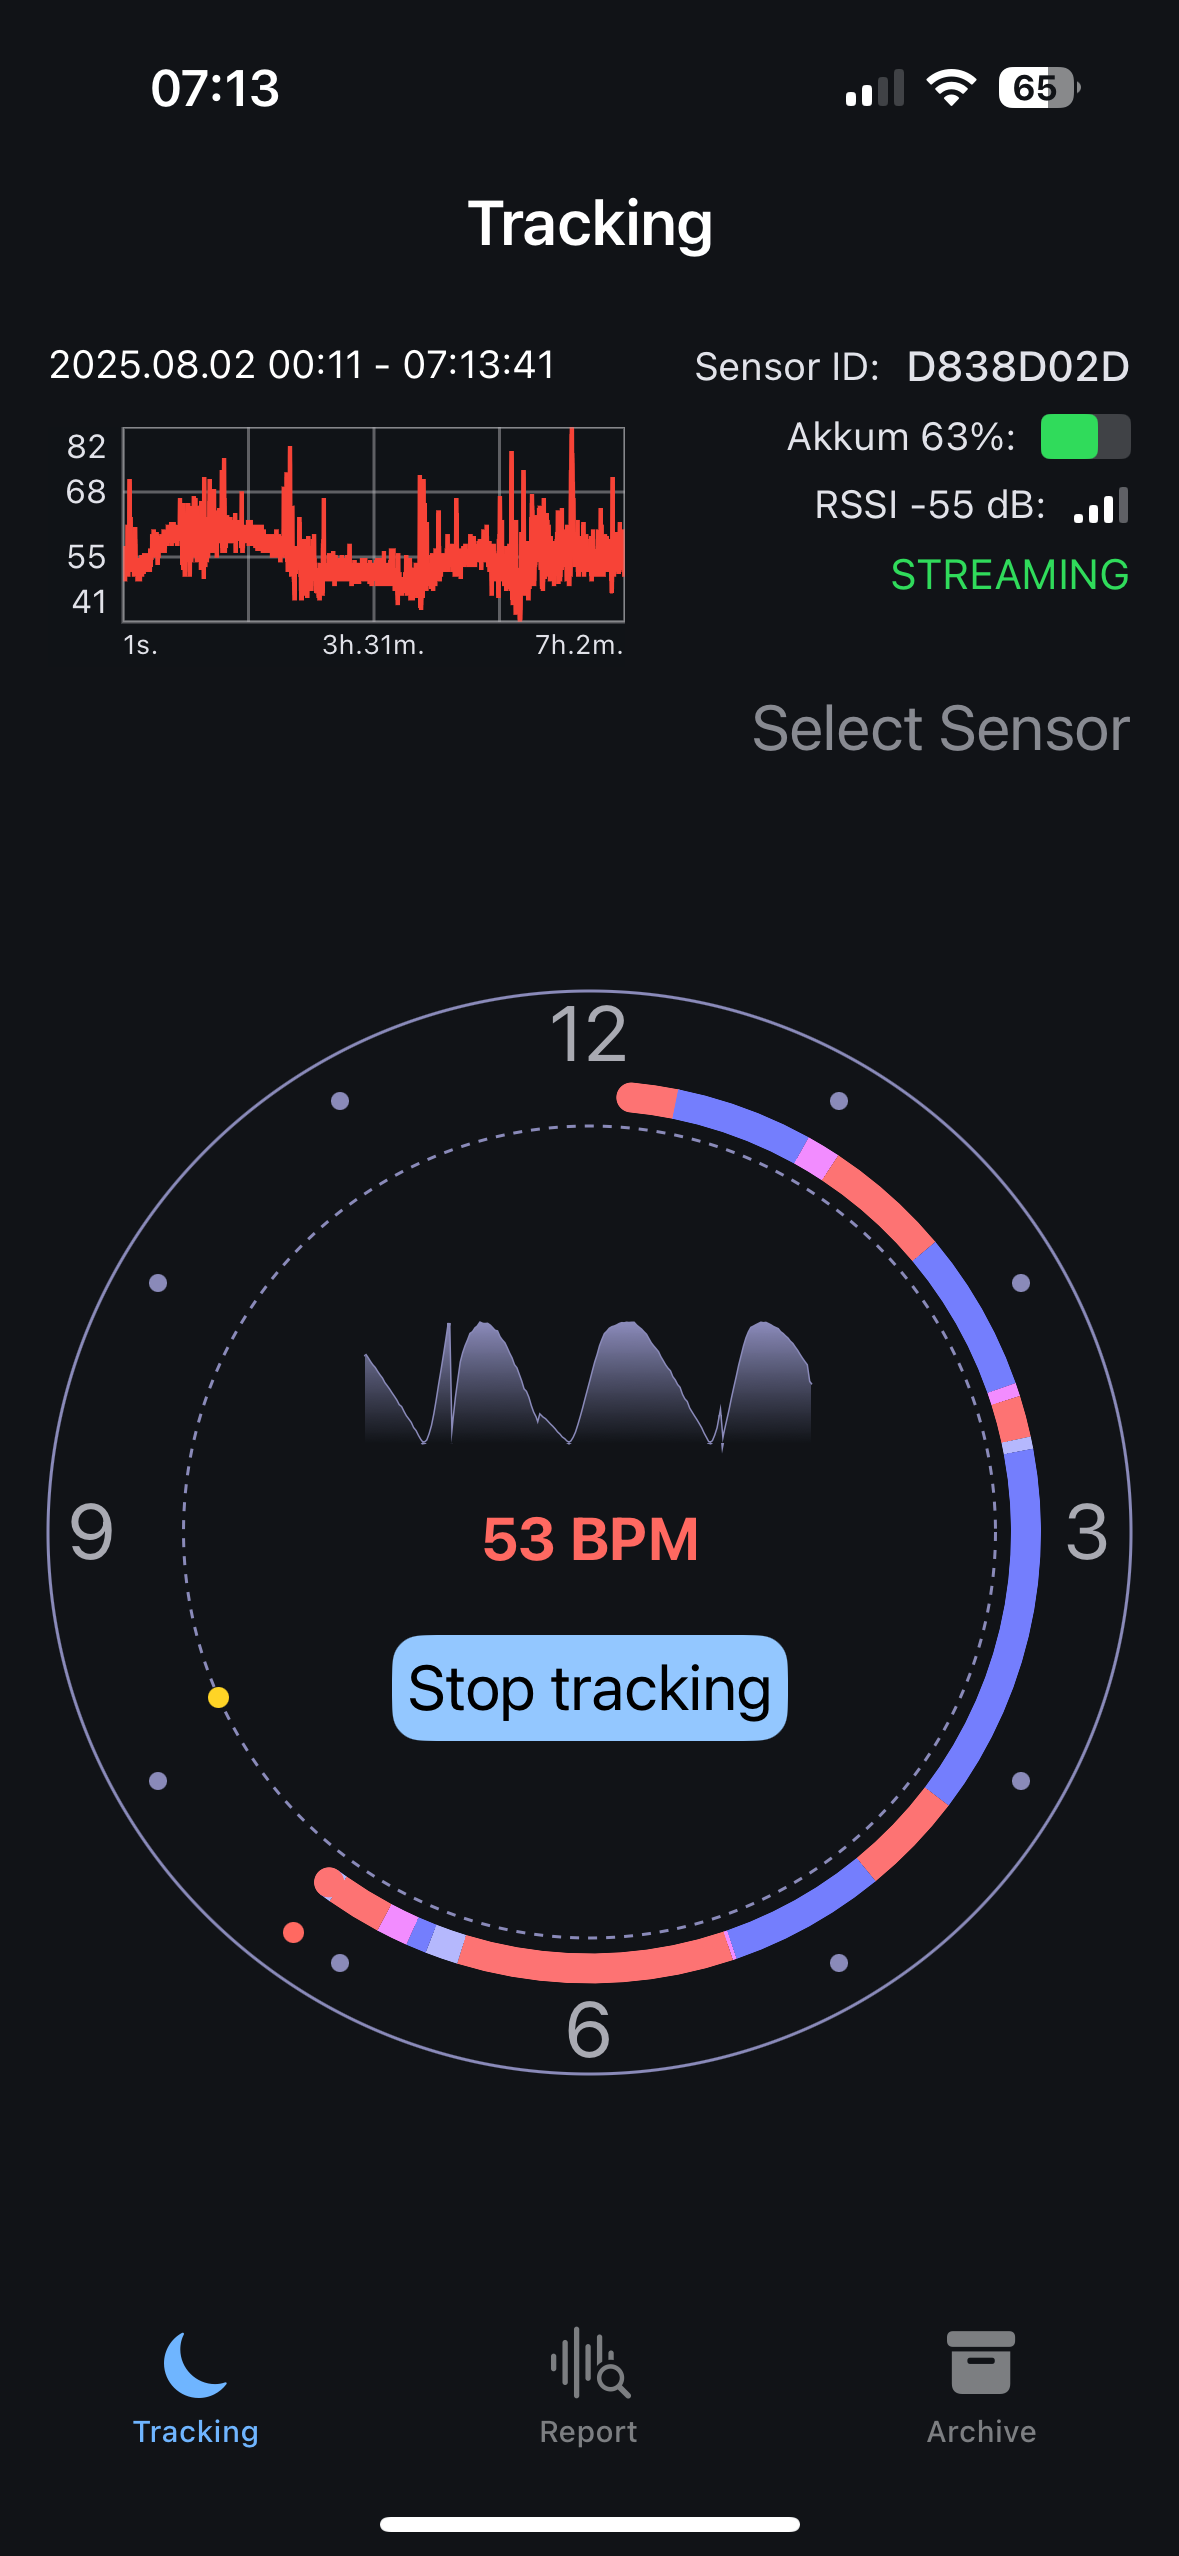 07:13
65
Tracking
2025.08.02 00:11 - 07:13:41
Sensor ID: D838D02D
Akkum 63%:
RSSI -55 dB:
STREAMING
82
68
55
41
1s. 3h.31m. 7h.2m.
Select Sensor
12
9
3
53 BPM
Stop tracking
6
Tracking
Report
Archive